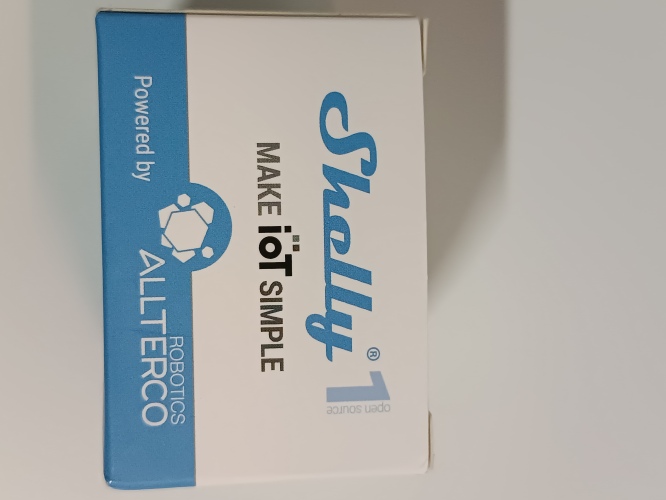 Shelly® 1
open source
MAKE iöT SIMPLE
Powered by
ALLTERCO
ROBOTICS